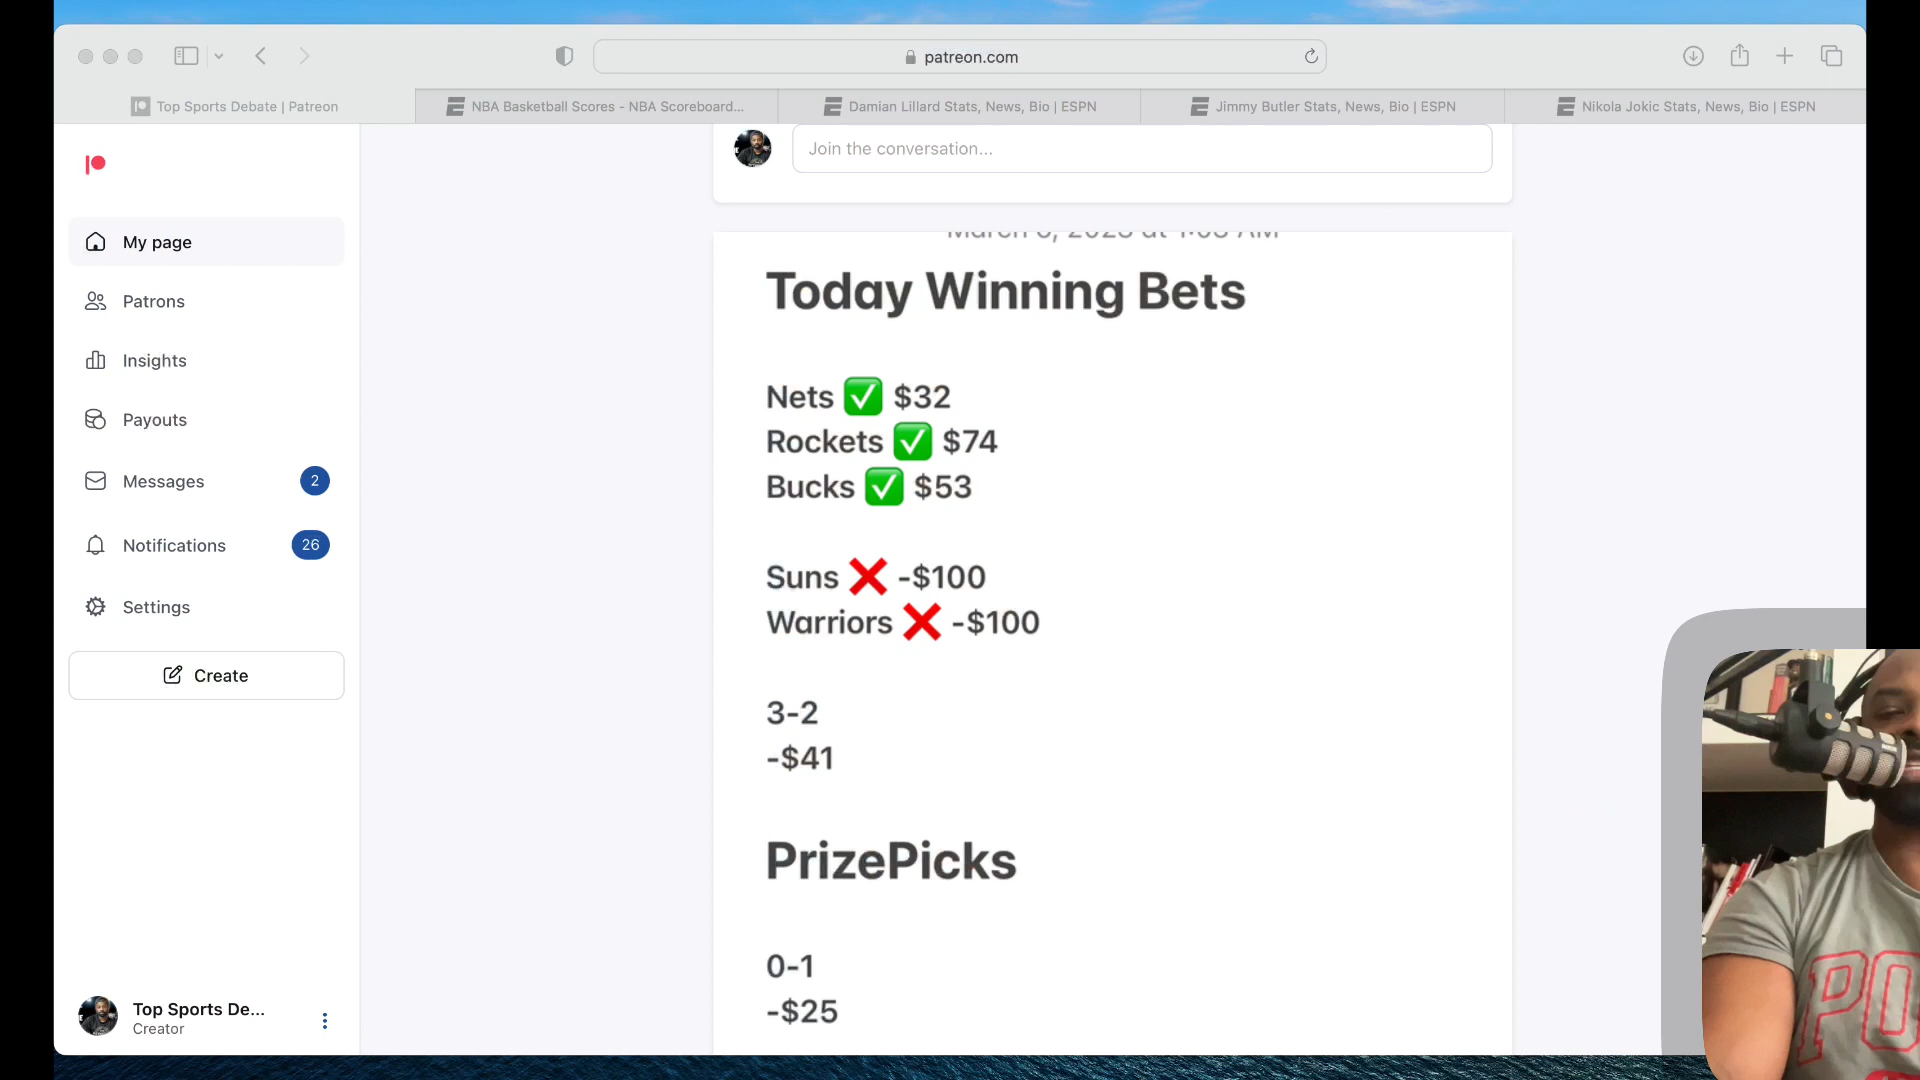 patreon.com
Top Sports Debate | Patreon
NBA Basketball Scores - NBA Scoreboard...
Damian Lillard Stats, News, Bio | ESPN
Jimmy Butler Stats, News, Bio | ESPN
Nikola Jokic Stats, News, Bio | ESPN
My page
Patrons
Insights
Payouts
Messages 2
Notifications 26
Settings
Create
Top Sports De...
Creator
Join the conversation...
Today Winning Bets
Nets ✅ $32
Rockets ✅ $74
Bucks ✅ $53
Suns ❌ -$100
Warriors ❌ -$100
3-2
-$41
PrizePicks
0-1
-$25